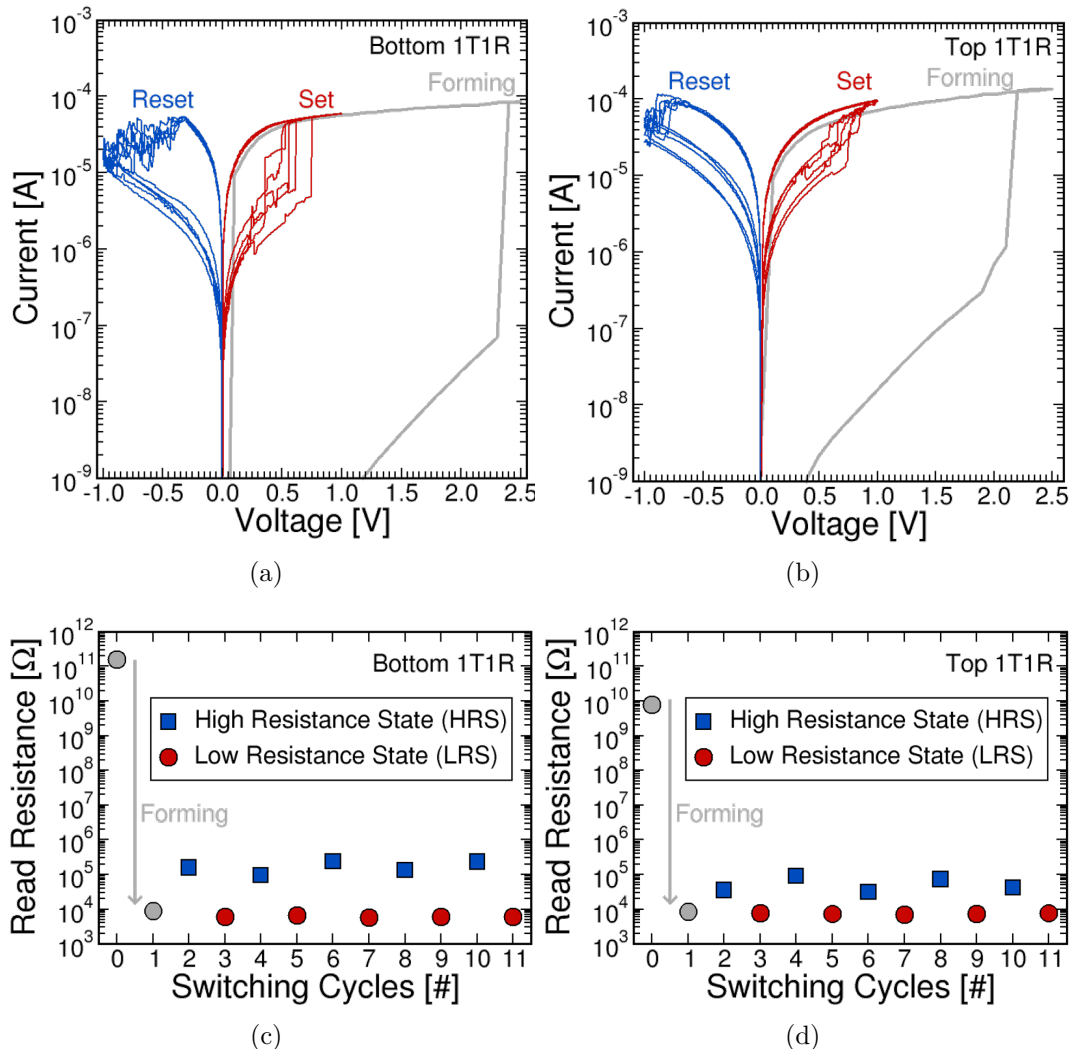 Bottom 1T1R
Forming
Reset
Set
Current [A]
10⁻³
10⁻⁴
10⁻⁵
10⁻⁶
10⁻⁷
10⁻⁸
10⁻⁹
-1.0 -0.5 0.0 0.5 1.0 1.5 2.0 2.5
Voltage [V]
(a)
Top 1T1R
Forming
Reset
Set
Current [A]
10⁻³
10⁻⁴
10⁻⁵
10⁻⁶
10⁻⁷
10⁻⁸
10⁻⁹
-1.0 -0.5 0.0 0.5 1.0 1.5 2.0 2.5
Voltage [V]
(b)
Bottom 1T1R
High Resistance State (HRS)
Low Resistance State (LRS)
Forming
Read Resistance [Ω]
10¹²
10¹¹
10¹⁰
10⁹
10⁸
10⁷
10⁶
10⁵
10⁴
10³
0 1 2 3 4 5 6 7 8 9 10 11
Switching Cycles [#]
(c)
Top 1T1R
High Resistance State (HRS)
Low Resistance State (LRS)
Forming
Read Resistance [Ω]
10¹²
10¹¹
10¹⁰
10⁹
10⁸
10⁷
10⁶
10⁵
10⁴
10³
0 1 2 3 4 5 6 7 8 9 10 11
Switching Cycles [#]
(d)